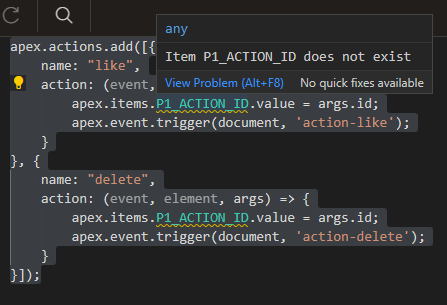 any
Item P1_ACTION_ID does not exist
View Problem (Alt+F8) No quick fixes available
apex.actions.add([{
name: "like",
action: (event,
apex.items.P1_ACTION_ID.value = args.id;
apex.event.trigger(document, 'action-like');
}
}, {
name: "delete",
action: (event, element, args) => {
apex.items.P1_ACTION_ID.value = args.id;
apex.event.trigger(document, 'action-delete');
}
}]);